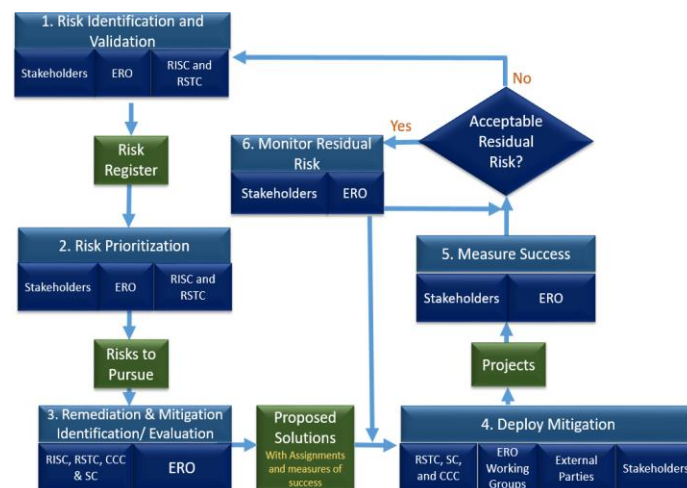 1. Risk Identification and
Validation
Stakeholders
ERO
RISC and
RSTC
Risk
Register
2. Risk Prioritization
Stakeholders
ERO
RISC and
RSTC
Risks to
Pursue
3. Remediation & Mitigation
Identification/ Evaluation
RISC, RSTC, CCC
& SC
ERO
Proposed
Solutions
With Assignments
and measures of
success
4. Deploy Mitigation
RSTC, SC,
and CCC
ERO
Working
Groups
External
Parties
Stakeholders
Projects
5. Measure Success
Stakeholders
ERO
Acceptable
Residual
Risk?
No
Yes
6. Monitor Residual
Risk
Stakeholders
ERO